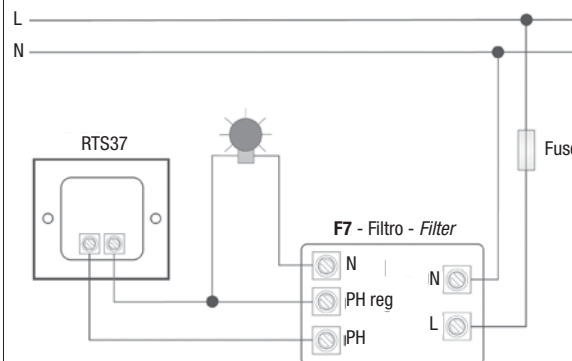 L
N
RTS37
Fuse
F7 - Filtro - Filter
N
N
PH reg
L
PH